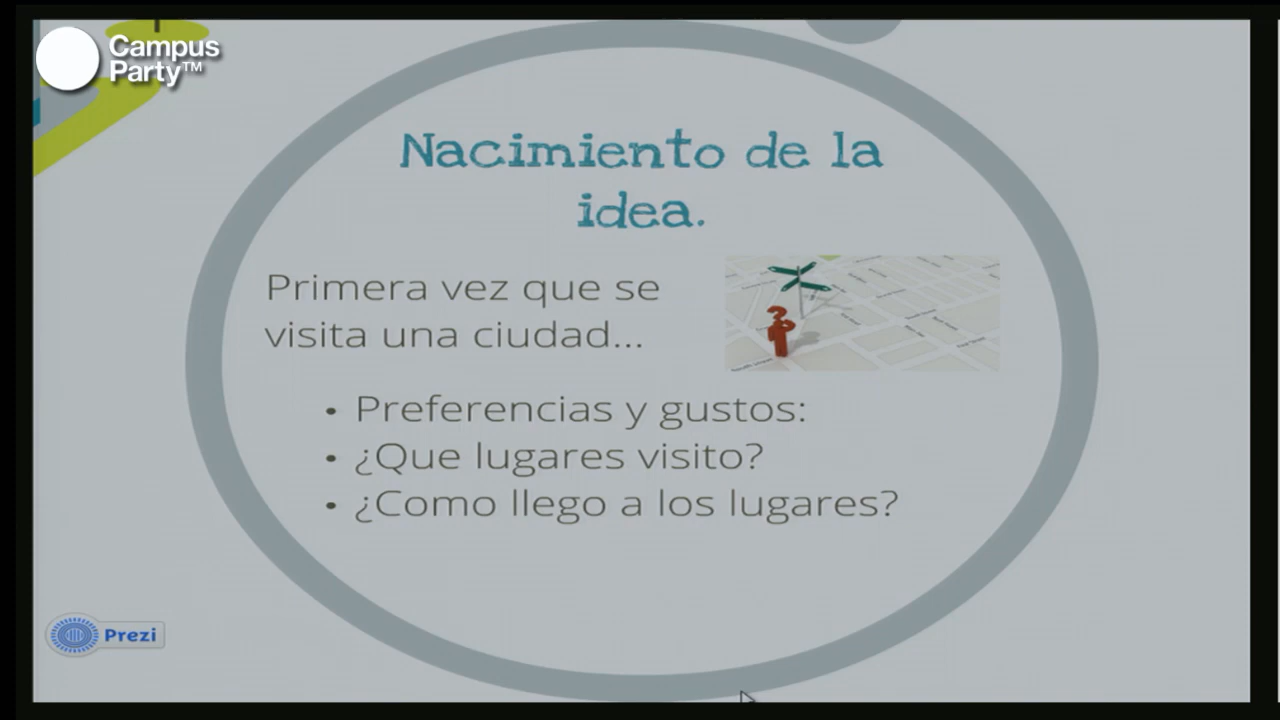 Campus
Party™
Nacimiento de la
idea.
Primera vez que se
visita una ciudad...
• Preferencias y gustos:
• ¿Que lugares visito?
• ¿Como llego a los lugares?
Prezi